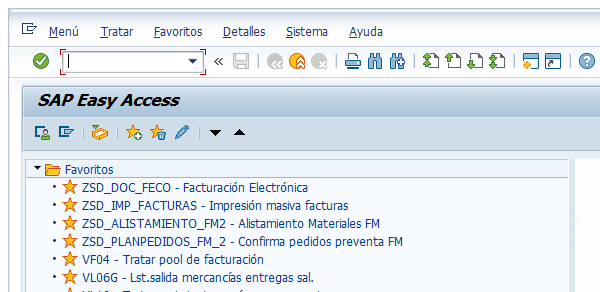 Menú Tratar Favoritos Detalles Sistema Ayuda
SAP Easy Access
Favoritos
ZSD_DOC_FECO - Facturación Electrónica
ZSD_IMP_FACTURAS - Impresión masiva facturas
ZSD_ALISTAMIENTO_FM2 - Alistamiento Materiales FM
ZSD_PLANPEDIDOS_FM_2 - Confirma pedidos preventa FM
VF04 - Tratar pool de facturación
VL06G - Lst.salida mercancías entregas sal.